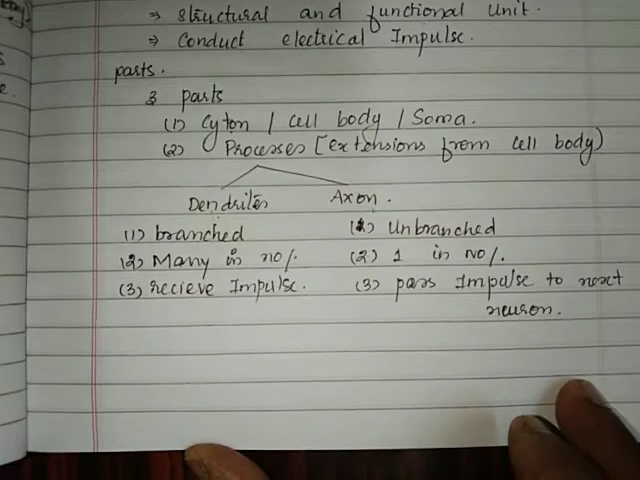 ⇒ Structural and functional Unit.
⇒ Conduct electrical Impulse.
parts.
3 parts
(1) Cyton / cell body / Soma.
(2) Processes [extensions from cell body)
Dendrites Axon.
(1) branched (1) Unbranched
(2) Many in no/. (2) 1 in No/.
(3) recieve Impulse. (3) pass Impulse to next
neuron.